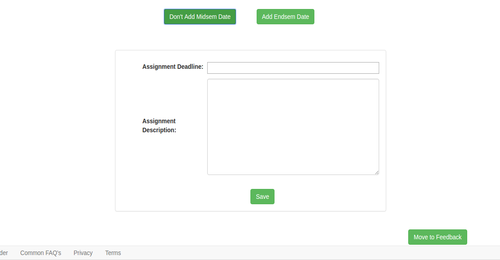 Don't Add Midsem Date Add Endsem Date
Assignment Deadline:
Assignment
Description:
Save
Move to Feedback
Common FAQ's Privacy Terms